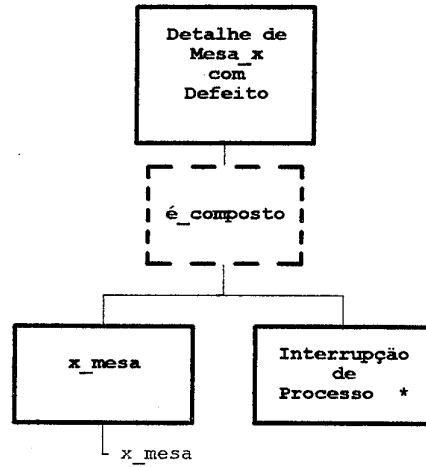 Detalhe de
Mesa_x
com
Defeito
é_composto
x_mesa
Interrupção
de
Processo *
x_mesa